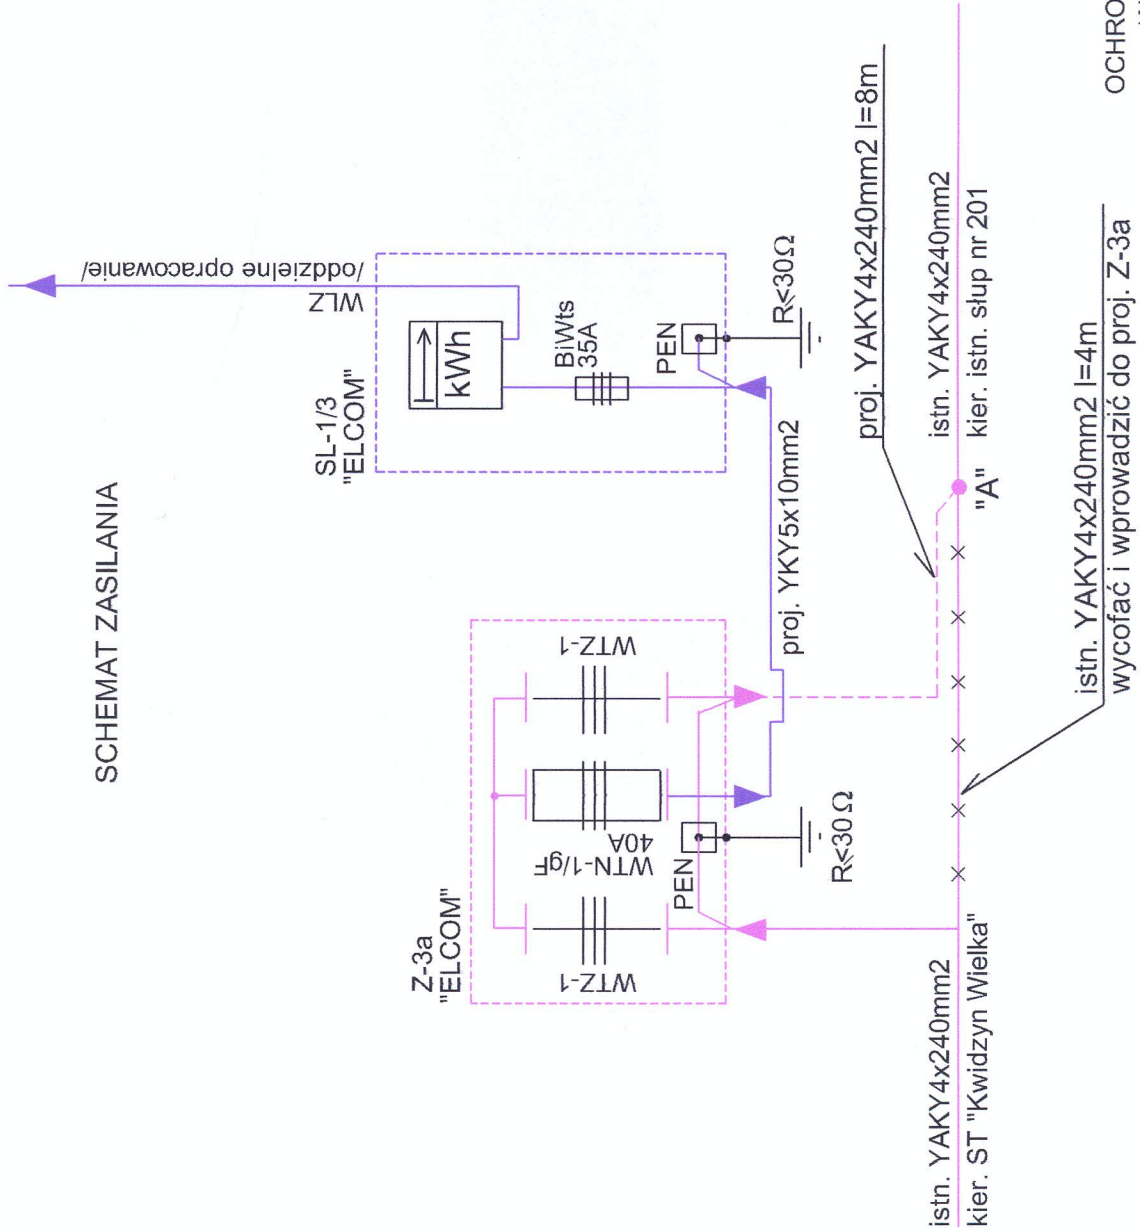 SCHEMAT ZASILANIA
Z-3a
"ELCOM"
WTZ-1
WTN-1/gF
40A
WTZ-1
PEN
R<30Ω
SL-1/3
"ELCOM"
kWh
WLZ
/oddzielne opracowanie/
BiWts
35A
PEN
R<30Ω
proj. YKY5x10mm2
proj. YAKY4x240mm2 l=8m
istn. YAKY4x240mm2
kier. ST "Kwidzyn Wielka"
"A"
istn. YAKY4x240mm2
kier. istn. słup nr 201
istn. YAKY4x240mm2 l=4m
wycofać i wprowadzić do proj. Z-3a
OCHRO